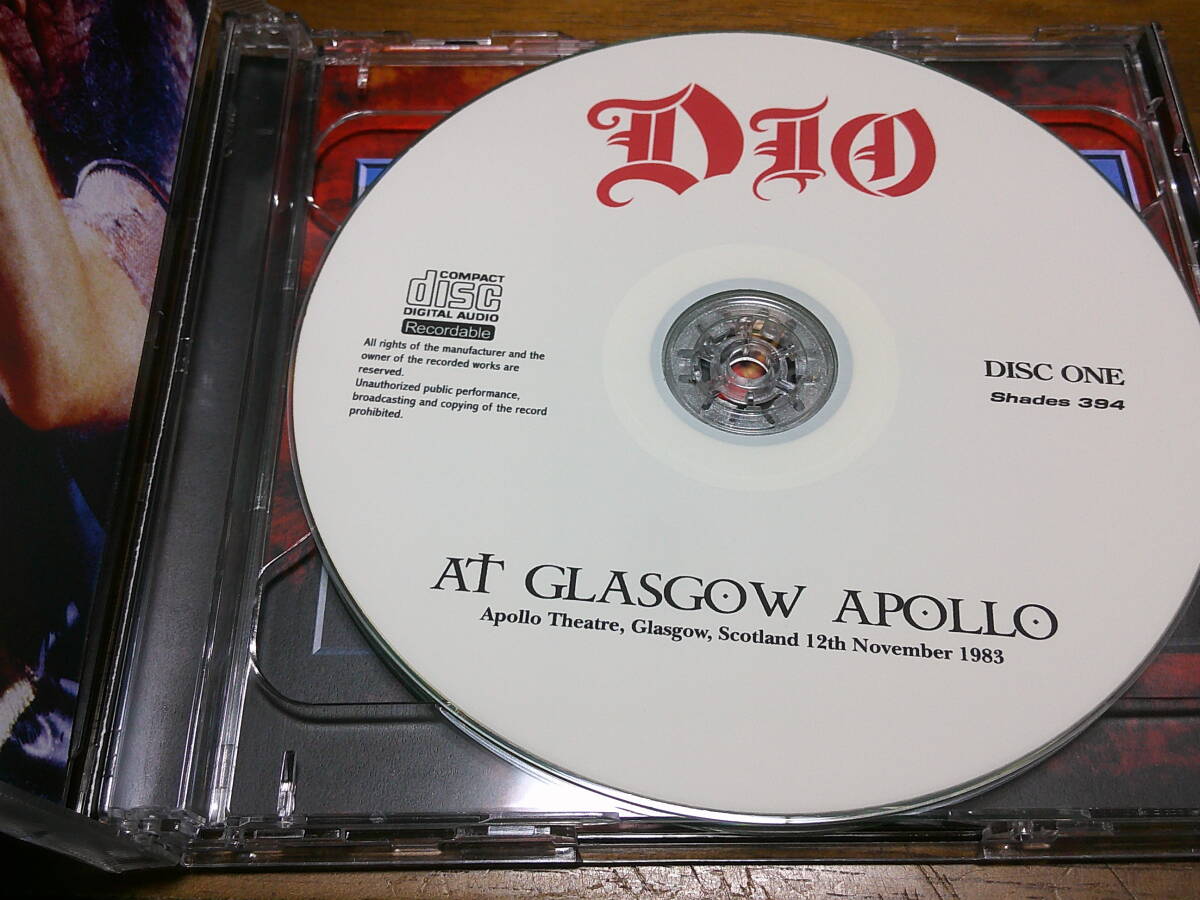 DIO
COMPACT
disc
DIGITAL AUDIO
Recordable
All rights of the manufacturer and the
owner of the recorded works are
reserved.
Unauthorized public performance,
broadcasting and copying of the record
prohibited.
DISC ONE
Shades 394
AT GLASGOW APOLLO
Apollo Theatre, Glasgow, Scotland 12th November 1983